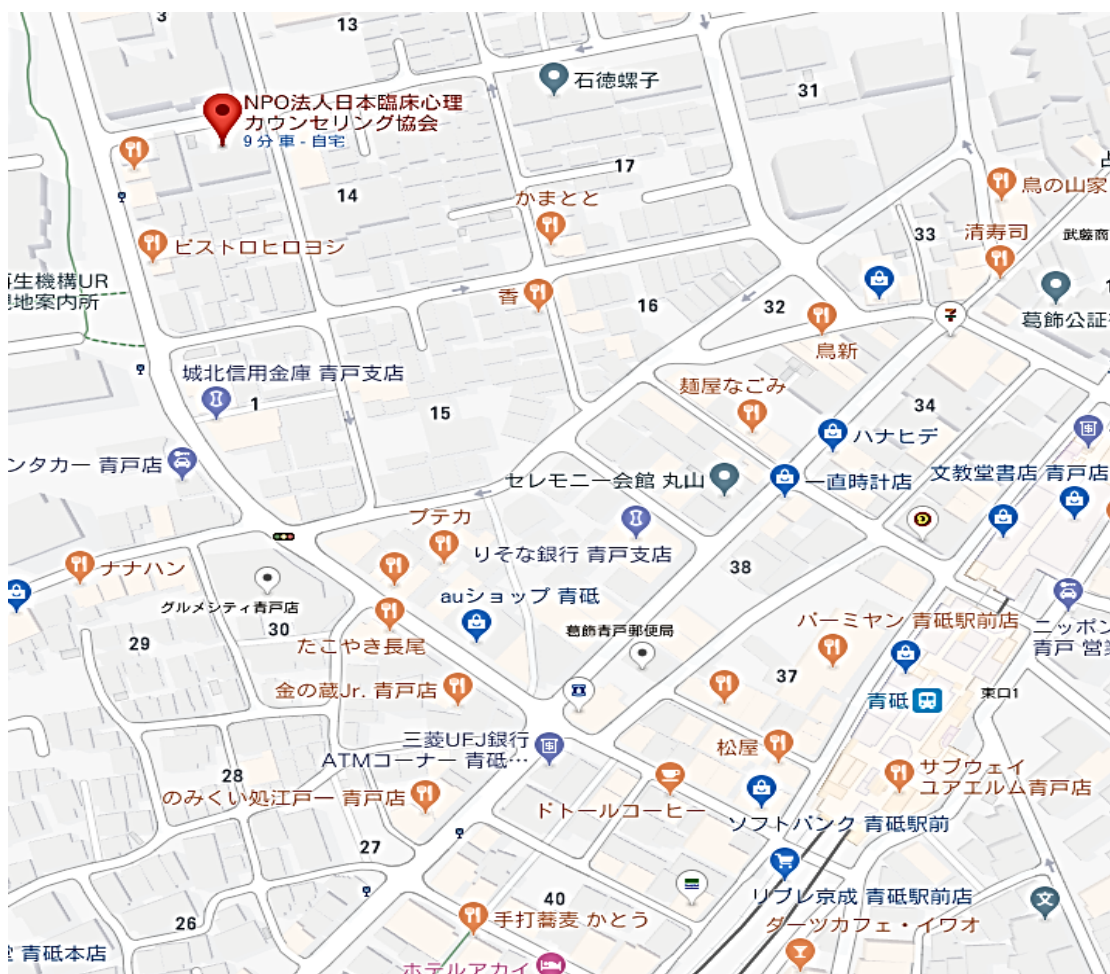 3
13
石徳螺子
31
NPO法人日本臨床心理
カウンセリング協会
9 分 車 - 自宅
17
14
かまとと
鳥の山家
33
清寿司
武蔵商
ビストロヒロヨシ
再生機構UR
現地案内所
香
16
32
葛飾公証
鳥新
城北信用金庫 青戸支店
1
15
麺屋なごみ
34
ハナヒデ
ンタカー 青戸店
セレモニー会館 丸山
一直時計店
文教堂書店 青戸店
ブテカ
りそな銀行 青戸支店
ナナハン
38
グルメシティ青戸店
auショップ 青砥
29
30
たこやき長尾
葛飾青戸郵便局
バーミヤン 青砥駅前店
ニッポン
青戸 営業
金の蔵Jr. 青戸店
37
青砥
東口1
三菱UFJ銀行
ATMコーナー 青砥…
松屋
28
のみくい処江戸一 青戸店
ドトールコーヒー
サブウェイ
ユアエルム青戸店
ソフトバンク 青砥駅前
27
40
リブレ京成 青砥駅前店
文
26
手打蕎麦 かとう
ダーツカフェ・イワオ
青砥本店
ホテルアカイ